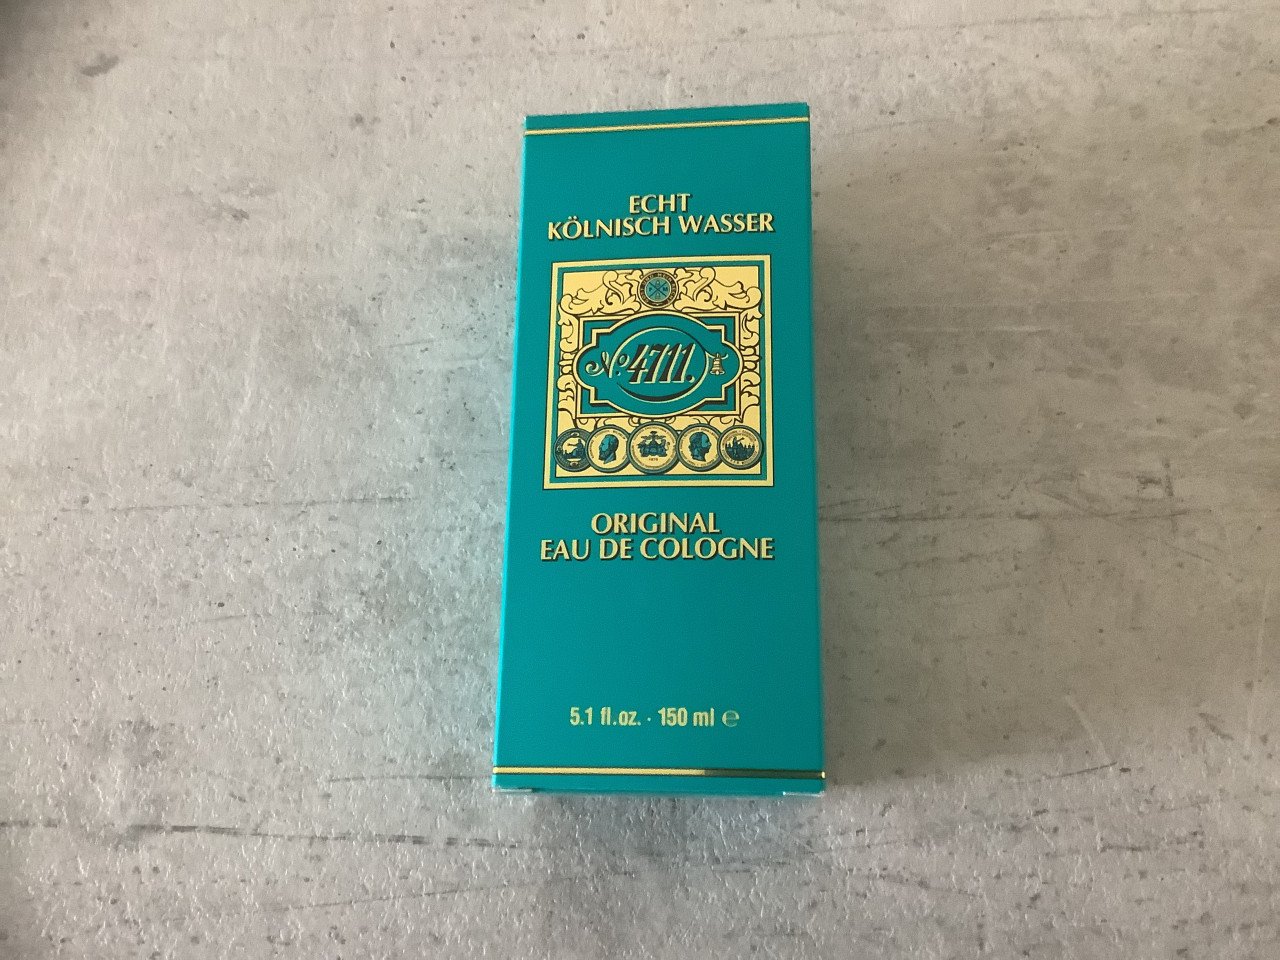 ECHT
KÖLNISCH WASSER
No. 4711.
ORIGINAL
EAU DE COLOGNE
5.1 fl.oz. · 150 ml ℮